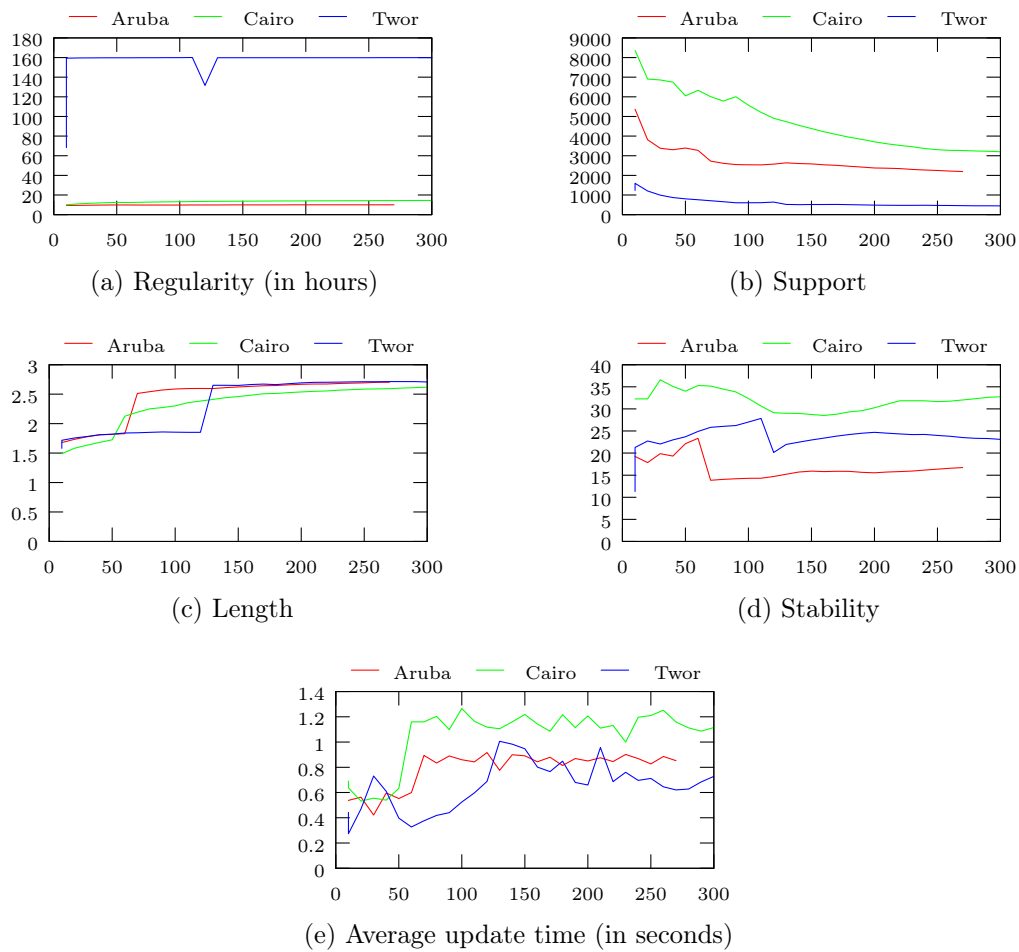 Aruba Cairo Twor
0
20
40
60
80
100
120
140
160
180
0 50 100 150 200 250 300
(a) Regularity (in hours)
Aruba Cairo Twor
0
1000
2000
3000
4000
5000
6000
7000
8000
9000
0 50 100 150 200 250 300
(b) Support
Aruba Cairo Twor
0
0.5
1
1.5
2
2.5
3
0 50 100 150 200 250 300
(c) Length
Aruba Cairo Twor
0
5
10
15
20
25
30
35
40
0 50 100 150 200 250 300
(d) Stability
Aruba Cairo Twor
0
0.2
0.4
0.6
0.8
1
1.2
1.4
0 50 100 150 200 250 300
(e) Average update time (in seconds)